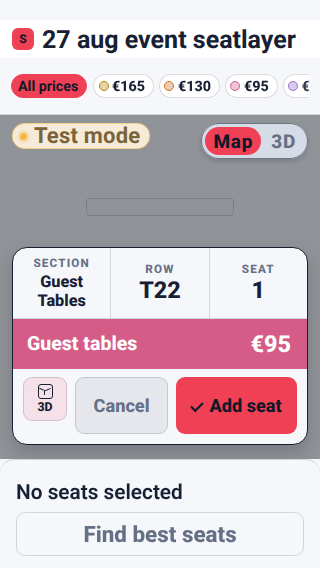 S 27 aug event seatlayer
All prices €165 €130 €95 €
Test mode Map 3D
SECTION ROW SEAT
Guest Tables T22 1
Guest tables €95
3D Cancel Add seat
No seats selected
Find best seats